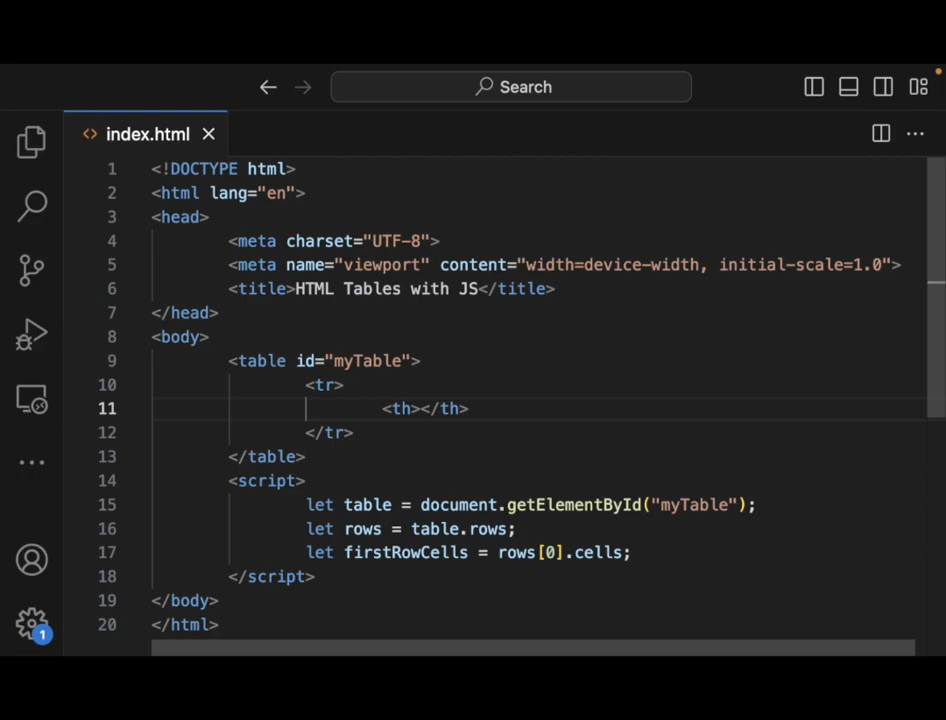 Search
index.html
1 <!DOCTYPE html>
2 <html lang="en">
3 <head>
4 <meta charset="UTF-8">
5 <meta name="viewport" content="width=device-width, initial-scale=1.0">
6 <title>HTML Tables with JS</title>
7 </head>
8 <body>
9 <table id="myTable">
10 <tr>
11 <th></th>
12 </tr>
13 </table>
14 <script>
15 let table = document.getElementById("myTable");
16 let rows = table.rows;
17 let firstRowCells = rows[0].cells;
18 </script>
19 </body>
20 </html>
1